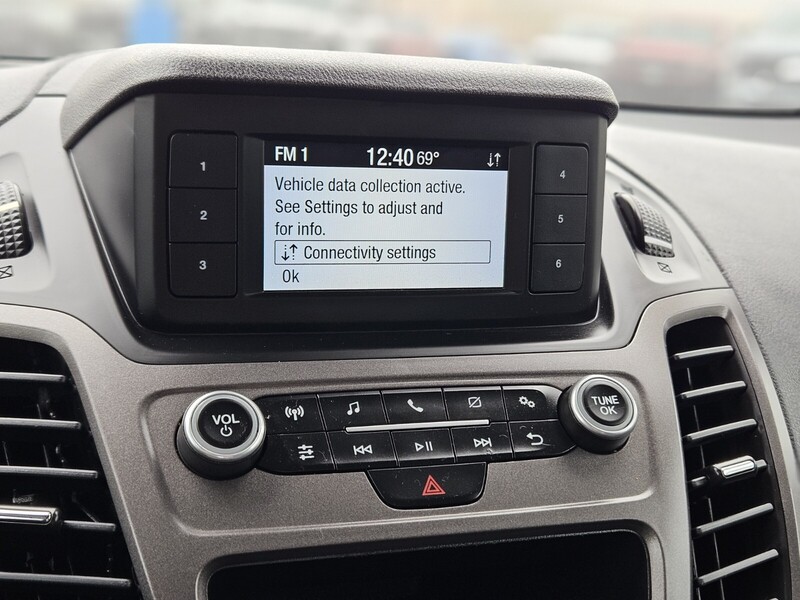 FM 1 12:40 69°
Vehicle data collection active.
See Settings to adjust and
for info.
Connectivity settings
Ok
1
2
3
4
5
6
VOL
TUNE
OK